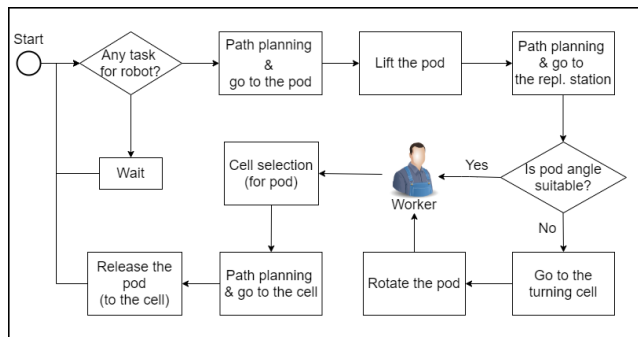 Start
Any task
for robot?
Path planning
&
go to the pod
Lift the pod
Path planning
& go to
the repl. station
Wait
Cell selection
(for pod)
Worker
Yes
Is pod angle
suitable?
No
Release the
pod
(to the cell)
Path planning
& go to the cell
Rotate the pod
Go to the
turning cell